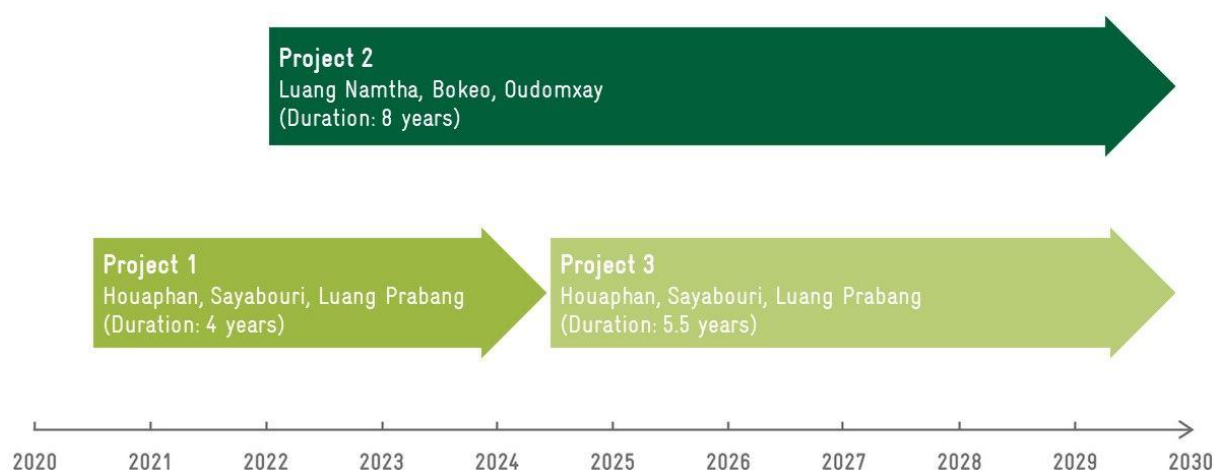 Project 2
Luang Namtha, Bokeo, Oudomxay
(Duration: 8 years)
Project 1
Houaphan, Sayabouri, Luang Prabang
(Duration: 4 years)
Project 3
Houaphan, Sayabouri, Luang Prabang
(Duration: 5.5 years)
2020 2021 2022 2023 2024 2025 2026 2027 2028 2029 2030